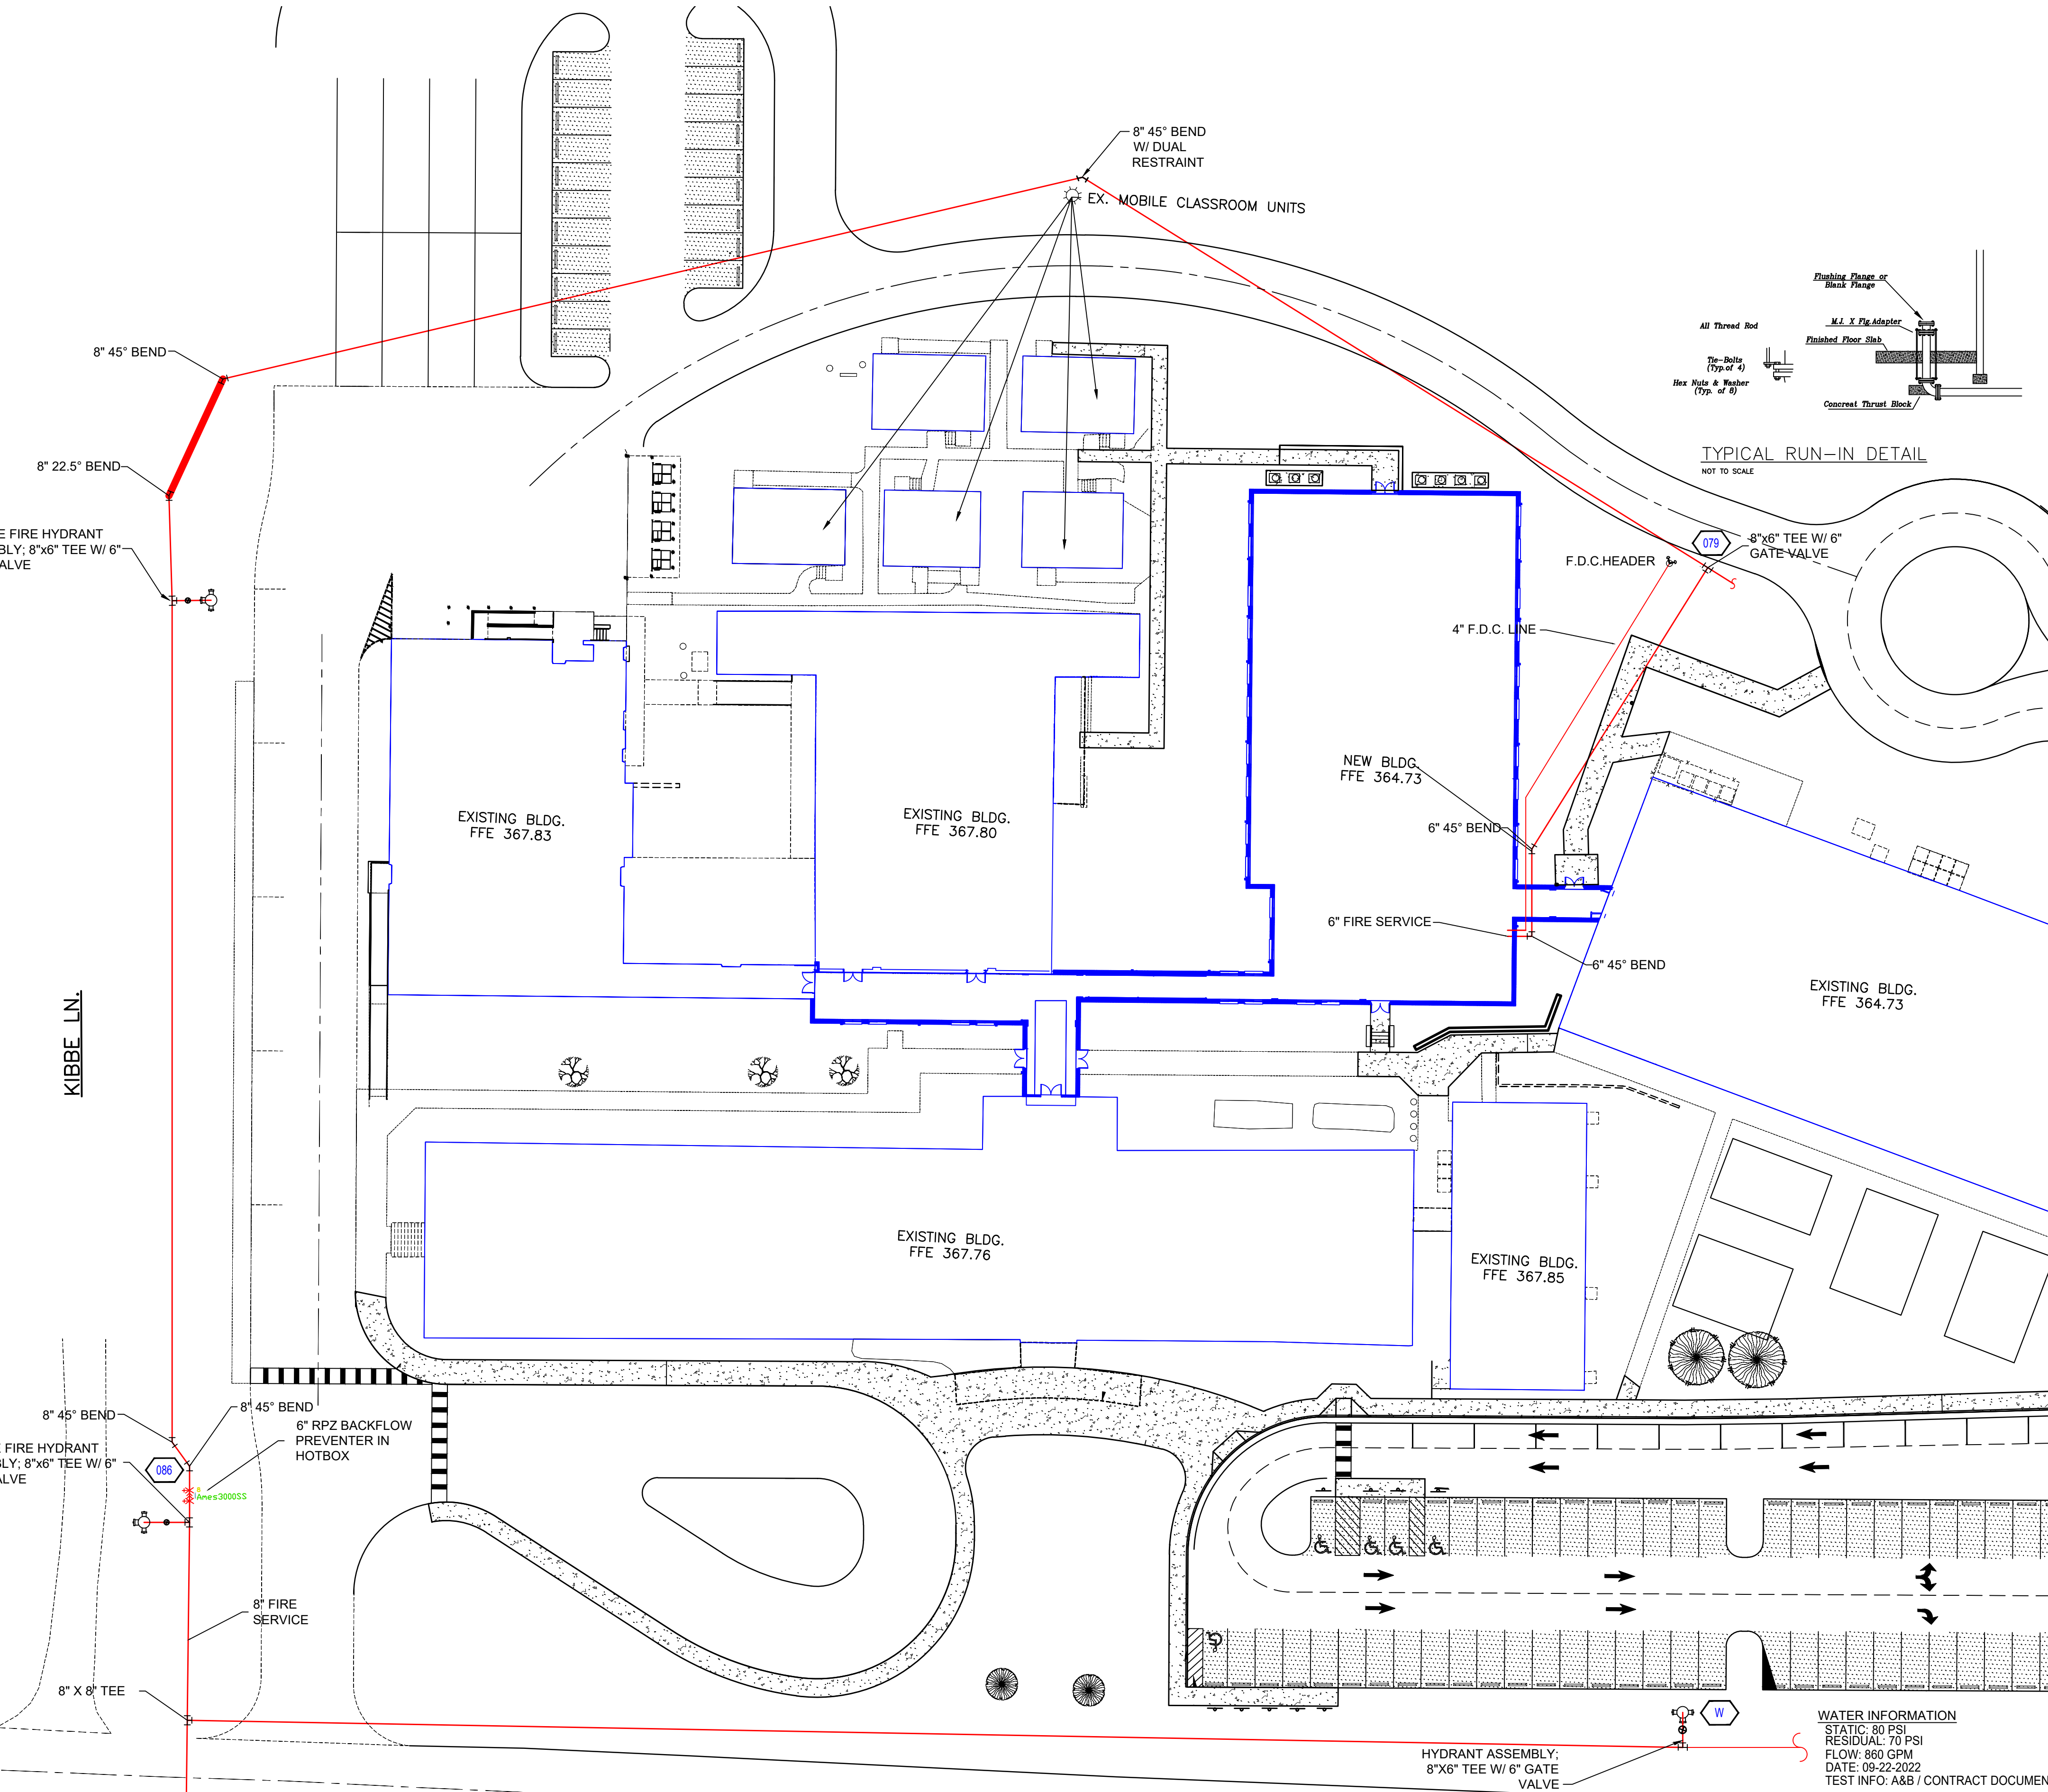 8" 45° BEND
W/ DUAL
RESTRAINT
EX. MOBILE CLASSROOM UNITS
Flushing Flange or
Blank Flange
All Thread Rod
M.J. X Flg.Adapter
Finished Floor Slab
Tie-Bolts
(Typ.of 4)
Hex Nuts & Washer
(Typ. of 8)
Concreat Thrust Block
TYPICAL RUN-IN DETAIL
NOT TO SCALE
8" 45° BEND
8" 22.5° BEND
E FIRE HYDRANT
BLY; 8"x6" TEE W/ 6"
ALVE
079
8"x6" TEE W/ 6"
GATE VALVE
F.D.C.HEADER
4" F.D.C. LINE
NEW BLDG.
FFE 364.73
EXISTING BLDG.
FFE 367.83
EXISTING BLDG.
FFE 367.80
6" 45° BEND
6" FIRE SERVICE
6" 45° BEND
EXISTING BLDG.
FFE 364.73
KIBBE LN.
EXISTING BLDG.
FFE 367.76
EXISTING BLDG.
FFE 367.85
8" 45° BEND
8" 45° BEND
6" RPZ BACKFLOW
PREVENTER IN
HOTBOX
E FIRE HYDRANT
BLY; 8"x6" TEE W/ 6"
ALVE
086
8
Ames3000SS
8" FIRE
SERVICE
8" X 8" TEE
W
HYDRANT ASSEMBLY;
8"X6" TEE W/ 6" GATE
VALVE
WATER INFORMATION
STATIC: 80 PSI
RESIDUAL: 70 PSI
FLOW: 860 GPM
DATE: 09-22-2022
TEST INFO: A&B / CONTRACT DOCUMEN